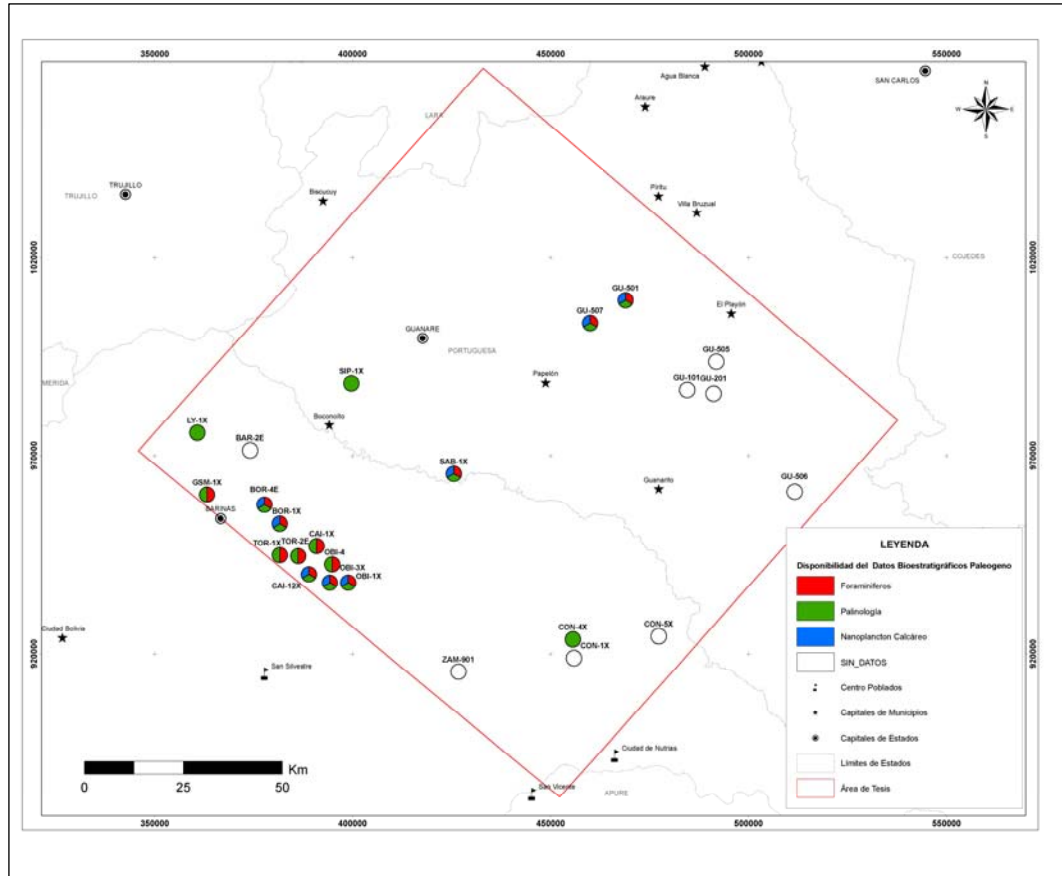 350000 400000 450000 500000 550000
Agua Blanca
SAN CARLOS
Araure
LARA
N
W E
S
TRUJILLO
TRUJILLO
Biscucuy
Piritu
Villa Bruzual
1020000
1020000
COJEDES
GU-501
El Playón
GU-507
GUANARE
PORTUGUESA
GU-505
SIP-1X
Papelón
GU-101
GU-201
MERIDA
LY-1X
Boconoito
BAR-2E
970000
970000
SAB-1X
GSM-1X
BOR-4E
Guanarito
GU-506
BARINAS
BOR-1X
CAI-1X
TOR-1X
TOR-2E
OBI-4
OBI-3X
CAI-12X
OBI-1X
Ciudad Bolivia
CON-4X
CON-5X
CON-1X
920000
920000
ZAM-901
San Silvestre
Ciudad de Nutrias
San Vicente
APURE
Km
0 25 50
LEYENDA
Disponibilidad del Datos Bioestratigráficos Paleogeno
Foraminiferos
Palinología
Nanoplancton Calcáreo
SIN_DATOS
Centro Poblados
Capitales de Municipios
Capitales de Estados
Límites de Estados
Área de Tesis
350000 400000 450000 500000 550000